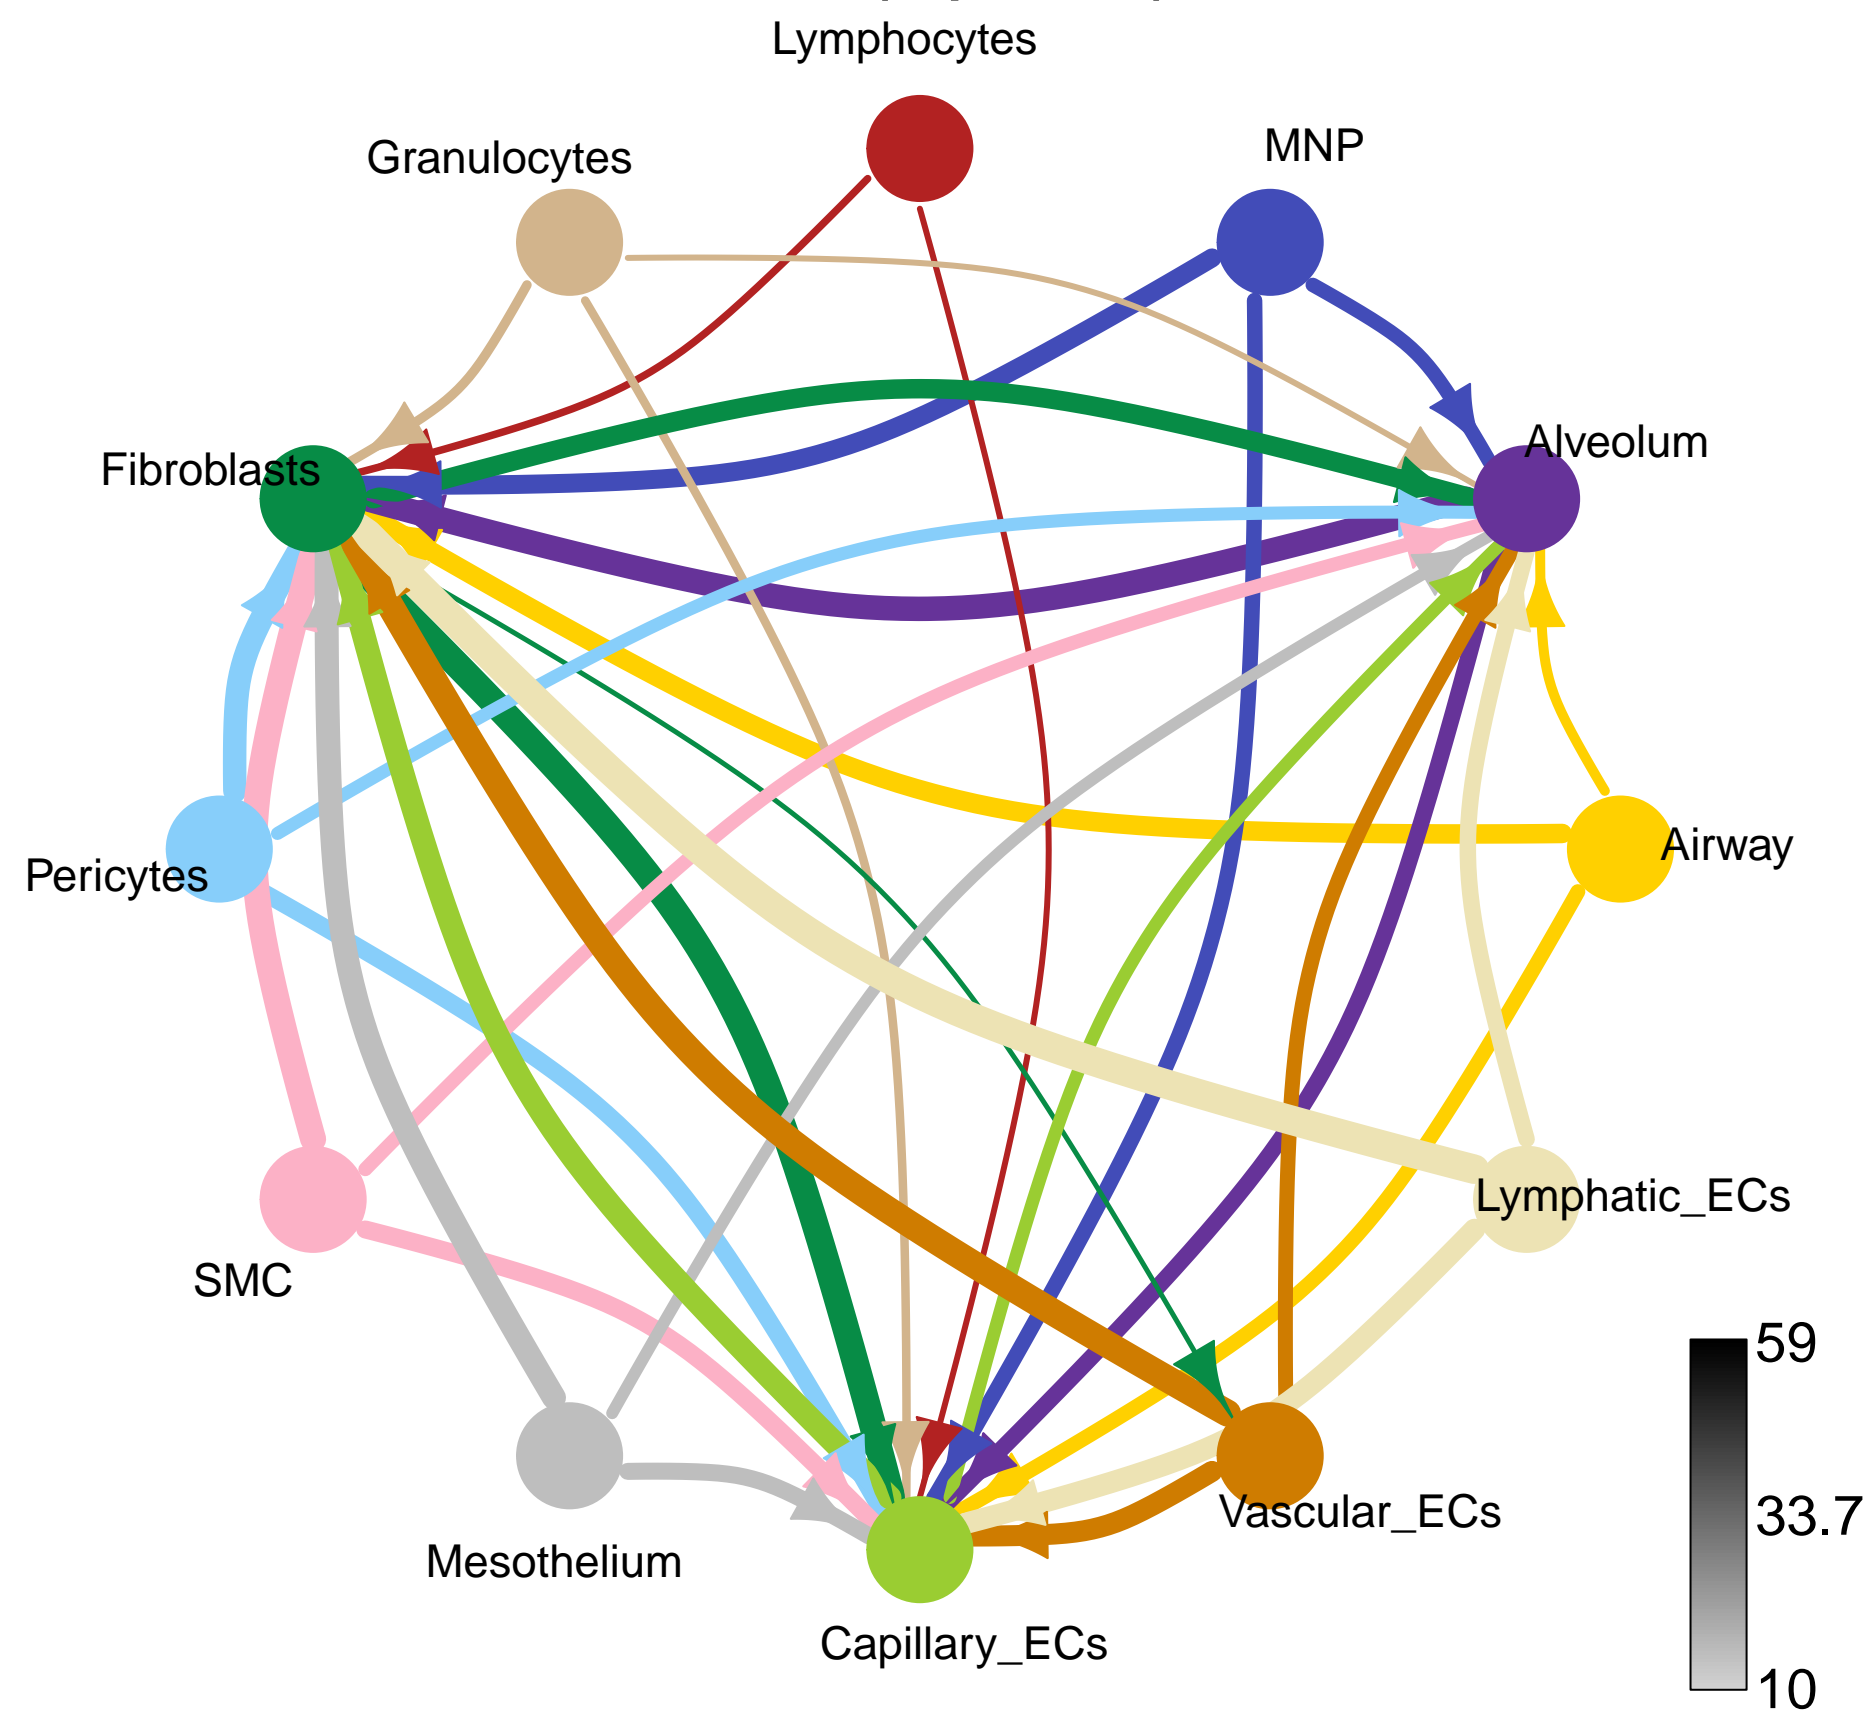 Lymphocytes
MNP
Granulocytes
Alveolum
Fibroblasts
Airway
Pericytes
Lymphatic_ECs
SMC
59
Vascular_ECs
33.7
Mesothelium
Capillary_ECs
10